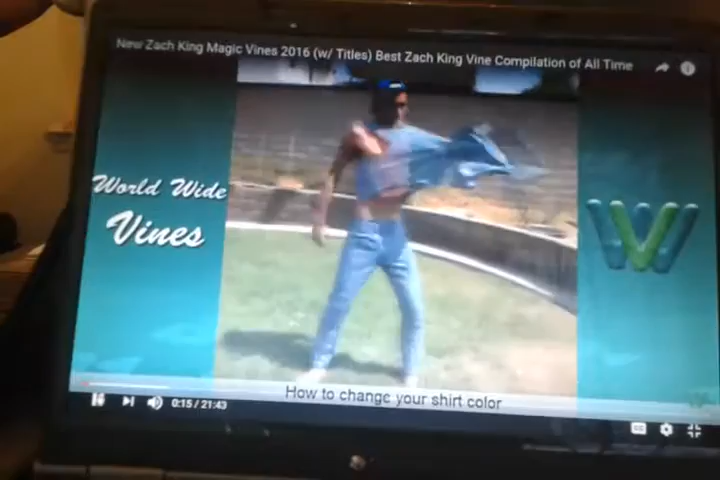 New Zach King Magic Vines 2016 (w/ Titles) Best Zach King Vine Compilation of All Time
World Wide
Vines
W
How to change your shirt color
0:15 / 21:43